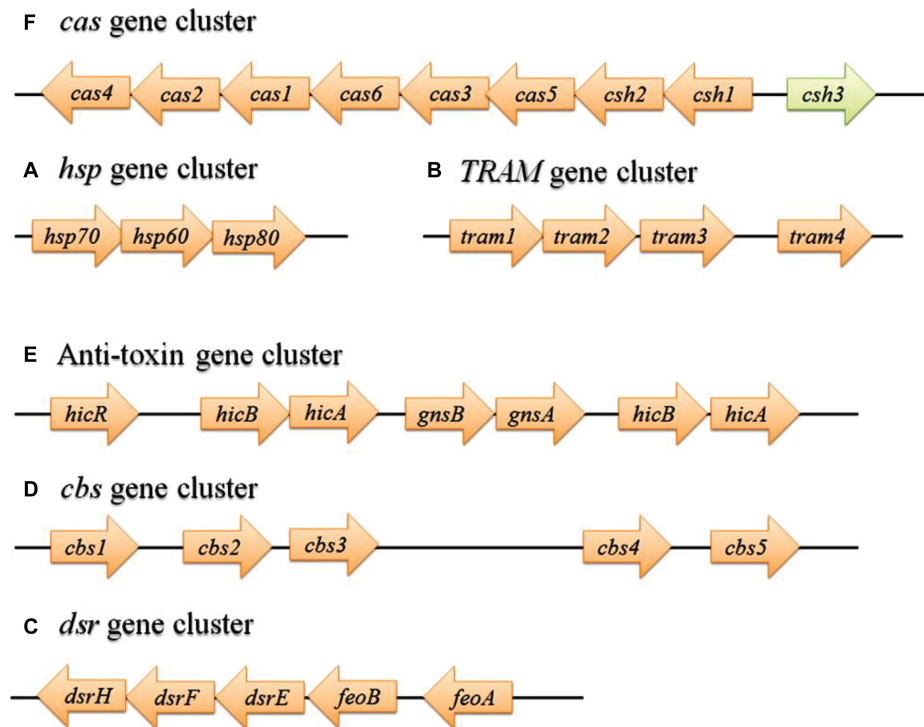 F cas gene cluster
cas4 cas2 cas1 cas6 cas3 cas5 csh2 csh1 csh3
A hsp gene cluster
hsp70 hsp60 hsp80
B TRAM gene cluster
tram1 tram2 tram3 tram4
E Anti-toxin gene cluster
hicR hicB hicA gnsB gnsA hicB hicA
D cbs gene cluster
cbs1 cbs2 cbs3 cbs4 cbs5
C dsr gene cluster
dsrH dsrF dsrE feoB feoA